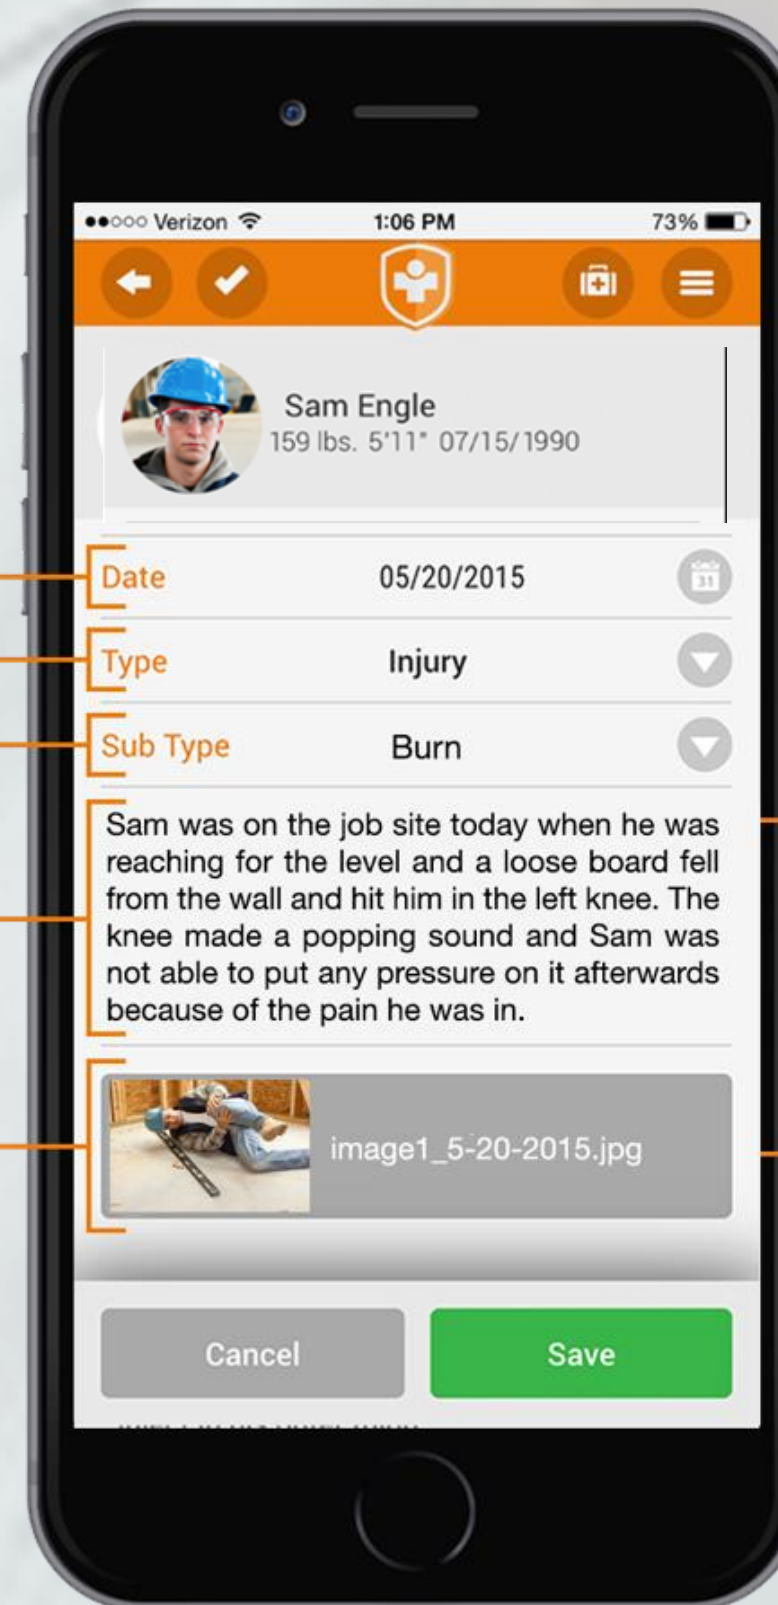 Verizon 1:06 PM 73%
Sam Engle
159 lbs. 5'11" 07/15/1990
Date 05/20/2015 31
Type Injury
Sub Type Burn
Sam was on the job site today when he was
reaching for the level and a loose board fell
from the wall and hit him in the left knee. The
knee made a popping sound and Sam was
not able to put any pressure on it afterwards
because of the pain he was in.
image1_5-20-2015.jpg
Cancel Save